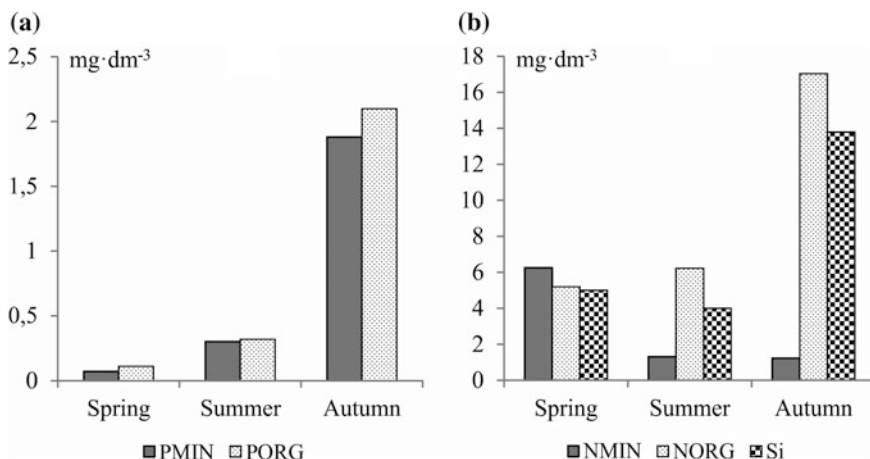 (a)
mg·dm-3
2,5
2
1,5
1
0,5
0
Spring Summer Autumn
PMIN PORG
(b)
mg·dm-3
18
16
14
12
10
8
6
4
2
0
Spring Summer Autumn
NMIN NORG Si